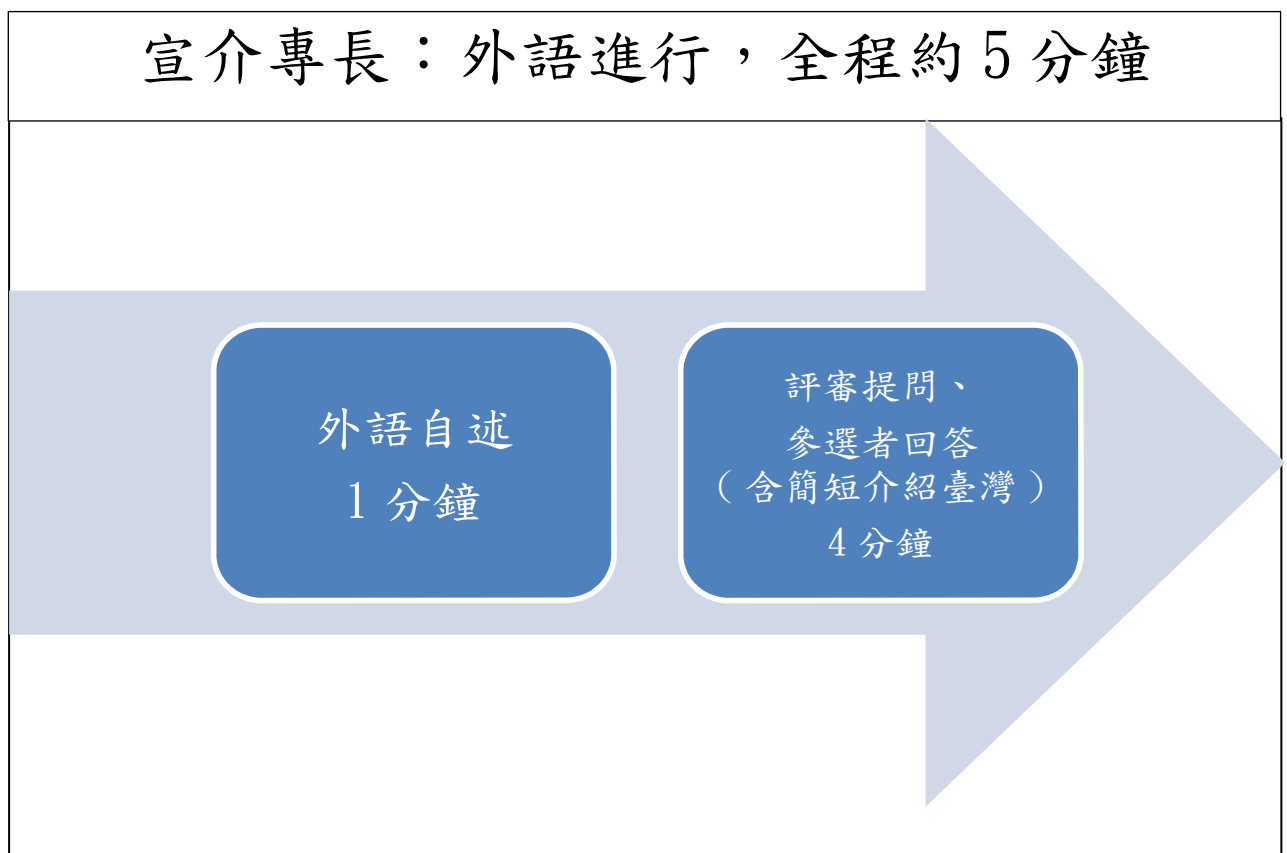 宣介專長：外語進行，全程約5分鐘
外語自述
1分鐘
評審提問、
參選者回答
（含簡短介紹臺灣）
4分鐘